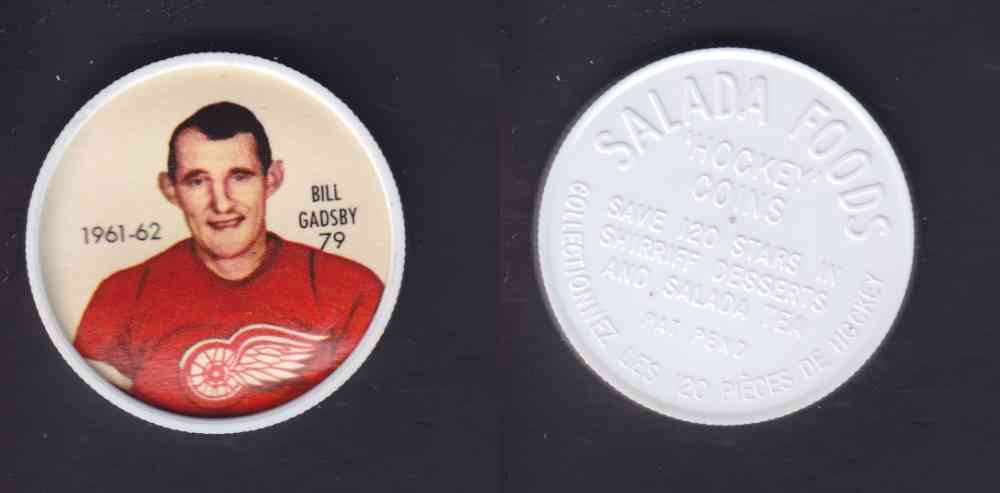 1961-62
BILL
GADSBY
79
SALADA FOODS
"HOCKEY"
COINS
SAVE 120 STARS IN
SHIRRIFF DESSERTS
AND SALADA TEA
PAT PEND
COLLECTIONNEZ LES 120 PIÈCES DE HOCKEY